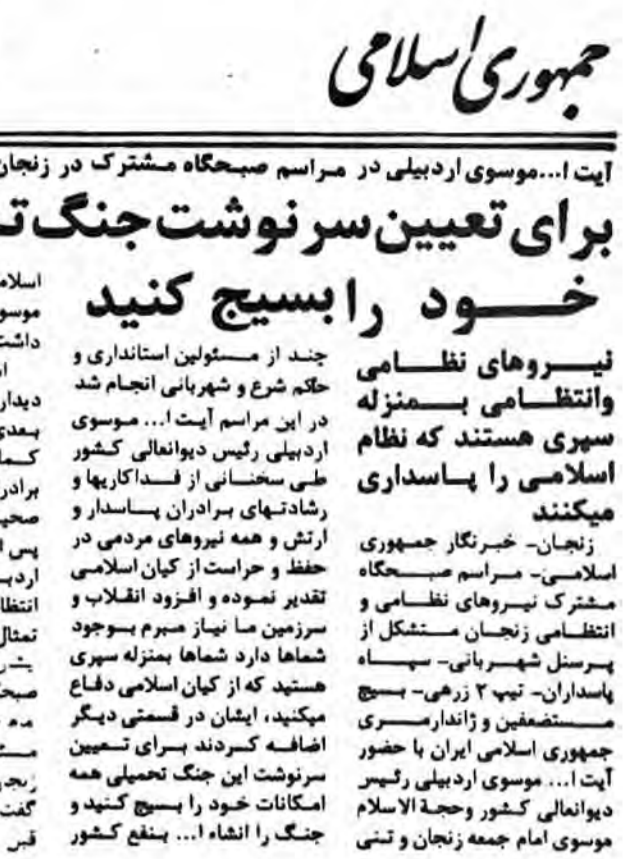 جمهوری اسلامی
آیت ا...موسوی اردبیلی در مراسم صبحگاه مشترک در زنجان
برای تعیین سرنوشت جنگ
خود را بسیج کنید
نیروهای نظامی
وانتظامی بمنزله
سپری هستند که نظام
اسلامی را پاسداری
میکنند
زنجان- خبرنگار جمهوری
اسلامی- مراسم صبحگاه
مشترک نیروهای نظامی و
انتظامی زنجان متشکل از
پرسنل شهربانی- سپاه
پاسداران- تیپ ۲ زرهی- بسیج
مستضعفین و ژاندارمری
جمهوری اسلامی ایران با حضور
آیت ا... موسوی اردبیلی رئیس
دیوانعالی کشور وحجة الاسلام
موسوی امام جمعه زنجان و تنی
چند از مسئولین استانداری و
حاکم شرع و شهربانی انجام شد
در این مراسم آیت ا... موسوی
اردبیلی رئیس دیوانعالی کشور
طی سخنانی از فداکاریها و
رشادتهای برادران پاسدار و
ارتش و همه نیروهای مردمی در
حفظ و حراست از کیان اسلامی
تقدیر نموده و افزود انقلاب و
سرزمین ما نیاز مبرم بوجود
شماها دارد شماها بمنزله سپری
هستید که از کیان اسلامی دفاع
میکنید، ایشان در قسمتی دیگر
اضافه کردند برای تعیین
سرنوشت این جنگ تحمیلی همه
امکانات خود را بسیج کنید و
جنگ را انشاء ا... بنفع کشور
داشت
دیدار
بعدی
پس
تمثال
گفت